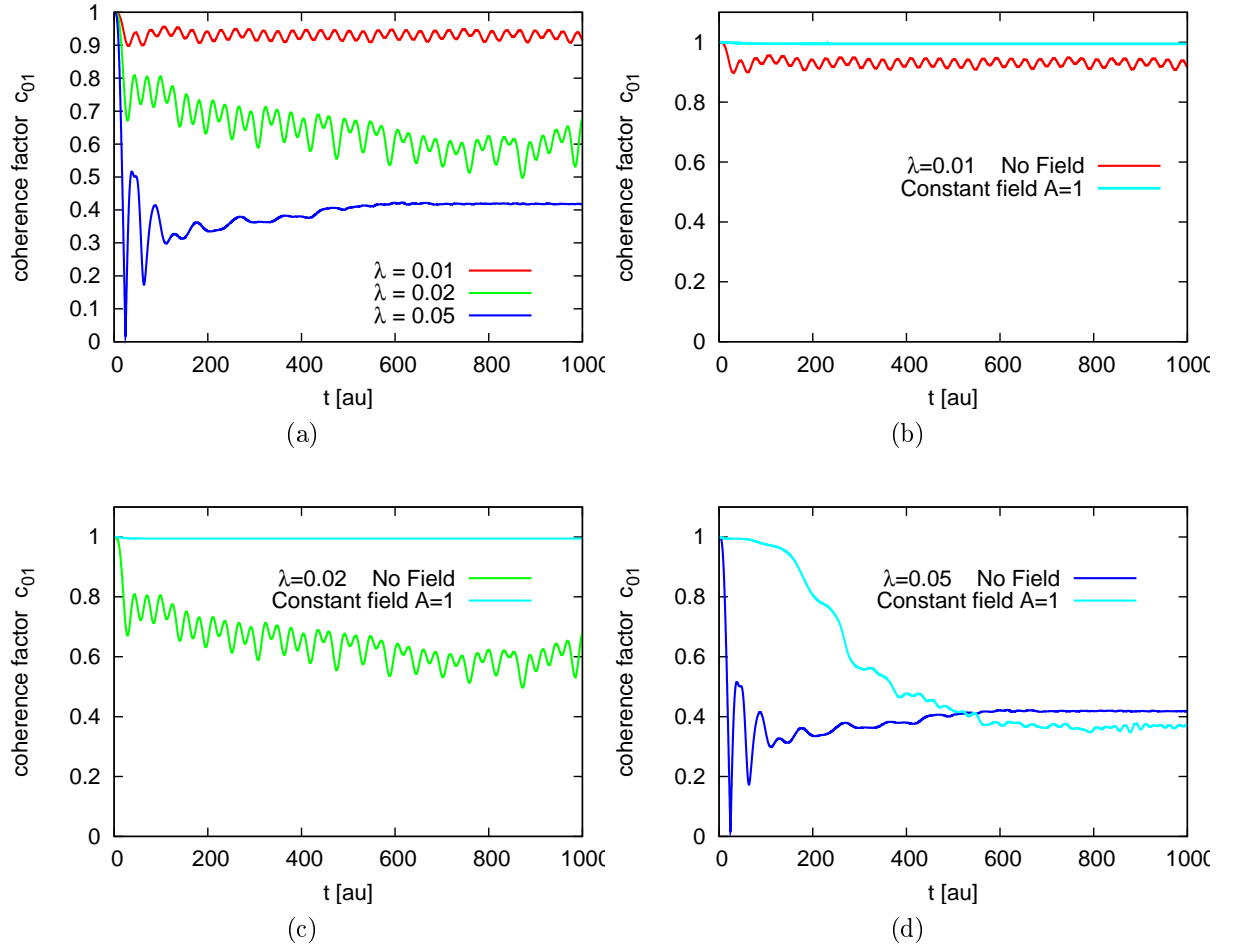 coherence factor c01
1
0.9
0.8
0.7
0.6
0.5
0.4
0.3
0.2
0.1
0
λ = 0.01
λ = 0.02
λ = 0.05
0 200 400 600 800 1000
t [au]
(a)
coherence factor c01
1
0.8
0.6
0.4
0.2
0
λ=0.01 No Field
Constant field A=1
0 200 400 600 800 1000
t [au]
(b)
coherence factor c01
1
0.8
0.6
0.4
0.2
0
λ=0.02 No Field
Constant field A=1
0 200 400 600 800 1000
t [au]
(c)
coherence factor c01
1
0.8
0.6
0.4
0.2
0
λ=0.05 No Field
Constant field A=1
0 200 400 600 800 1000
t [au]
(d)